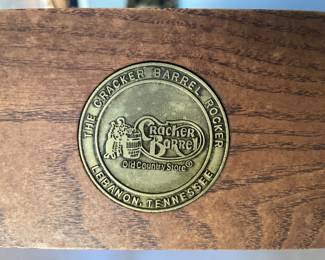 THE CRACKER BARREL ROCKER
Cracker
Barrel
Old Country Store®
LEBANON, TENNESSEE